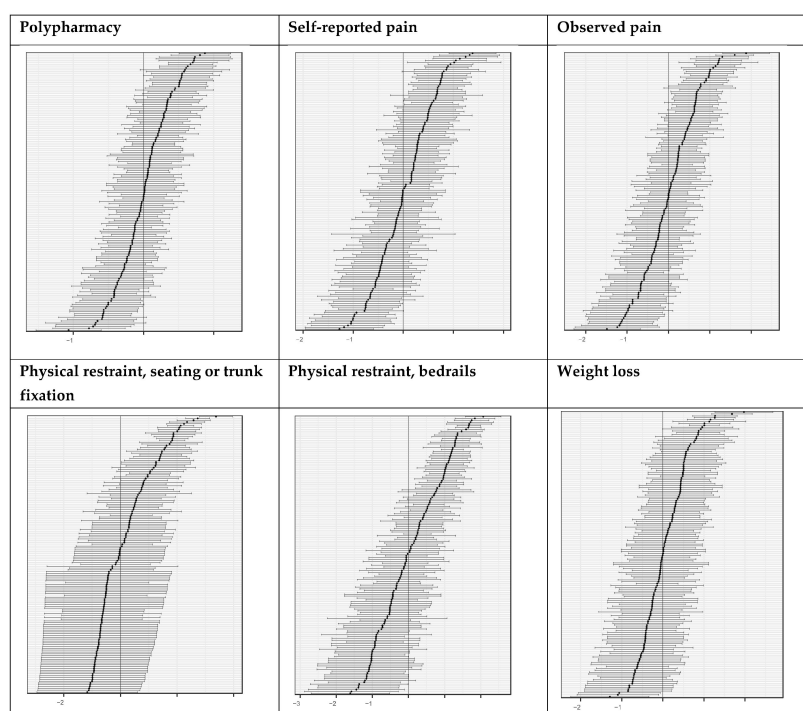 Polypharmacy
Self-reported pain
Observed pain
-1
-2 -1
-2 -1
Physical restraint, seating or trunk
fixation
Physical restraint, bedrails
Weight loss
-2
-3 -2 -1
-2 -1